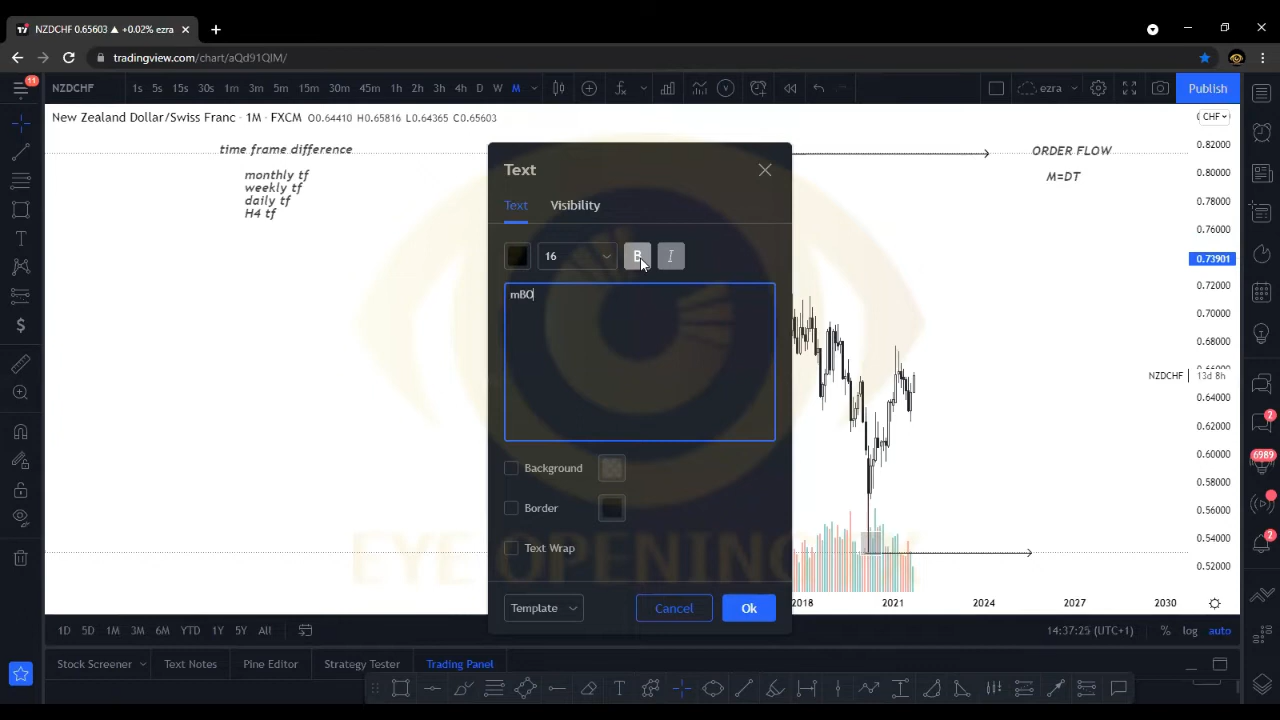 NZDCHF 0.65603 ▲ +0.02% ezra
tradingview.com/chart/aQd91QIM/
11
NZDCHF 1s 5s 15s 30s 1m 3m 5m 15m 30m 45m 1h 2h 3h 4h D W M
ezra
Publish
New Zealand Dollar/Swiss Franc · 1M · FXCM O0.64410 H0.65816 L0.64365 C0.65603
CHF
time frame difference
monthly tf
weekly tf
daily tf
H4 tf
ORDER FLOW
M=DT
Text
Text Visibility
16 B I
mBO
Background
Border
Text Wrap
Template Cancel Ok
EYE OPENING
0.82000
0.80000
0.78000
0.76000
0.73901
0.72000
0.70000
0.68000
NZDCHF 13d 8h
0.64000
0.62000
0.60000
0.58000
0.56000
0.54000
0.52000
2018 2021 2024 2027 2030
1D 5D 1M 3M 6M YTD 1Y 5Y All
14:37:25 (UTC+1) % log auto
Stock Screener Text Notes Pine Editor Strategy Tester Trading Panel
2
6989
2